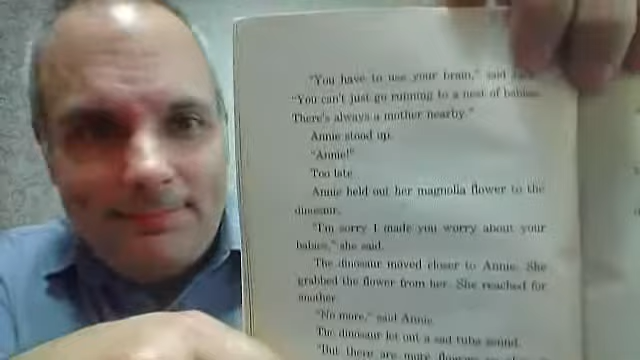 "You have to use your brain," said
"You can't just go running to a nest of babies.
There's always a mother nearby."
Annie stood up.
"Annie!"
Too late.
Annie held out her magnolia flower to the
dinosaur.
"I'm sorry I made you worry about your
babies," she said.
The dinosaur moved closer to Annie. She
grabbed the flower from her. She reached for
another.
"No more," said Annie.
The dinosaur let out a sad tuba sound.
"But there are more flowers